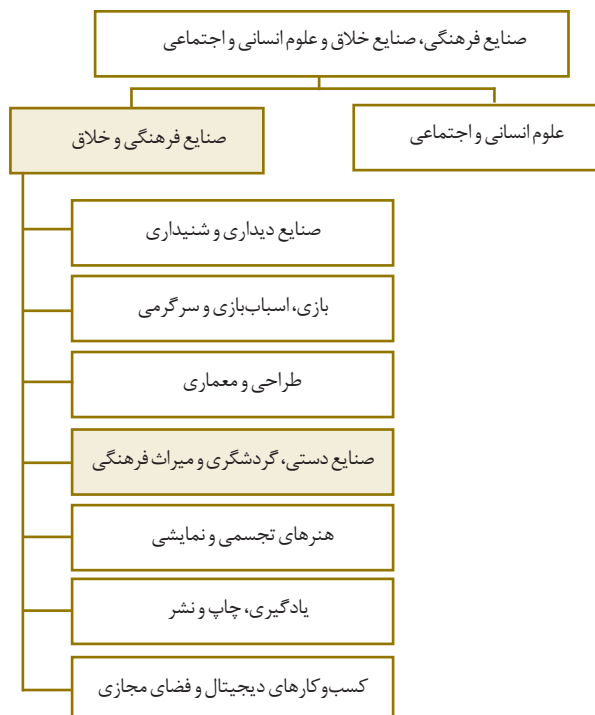 صنایع فرهنگی، صنایع خلاق و علوم انسانی و اجتماعی
علوم انسانی و اجتماعی
صنایع فرهنگی و خلاق
صنایع دیداری و شنیداری
بازی، اسباب‌بازی و سرگرمی
طراحی و معماری
صنایع دستی، گردشگری و میراث فرهنگی
هنرهای تجسمی و نمایشی
یادگیری، چاپ و نشر
کسب‌وکارهای دیجیتال و فضای مجازی